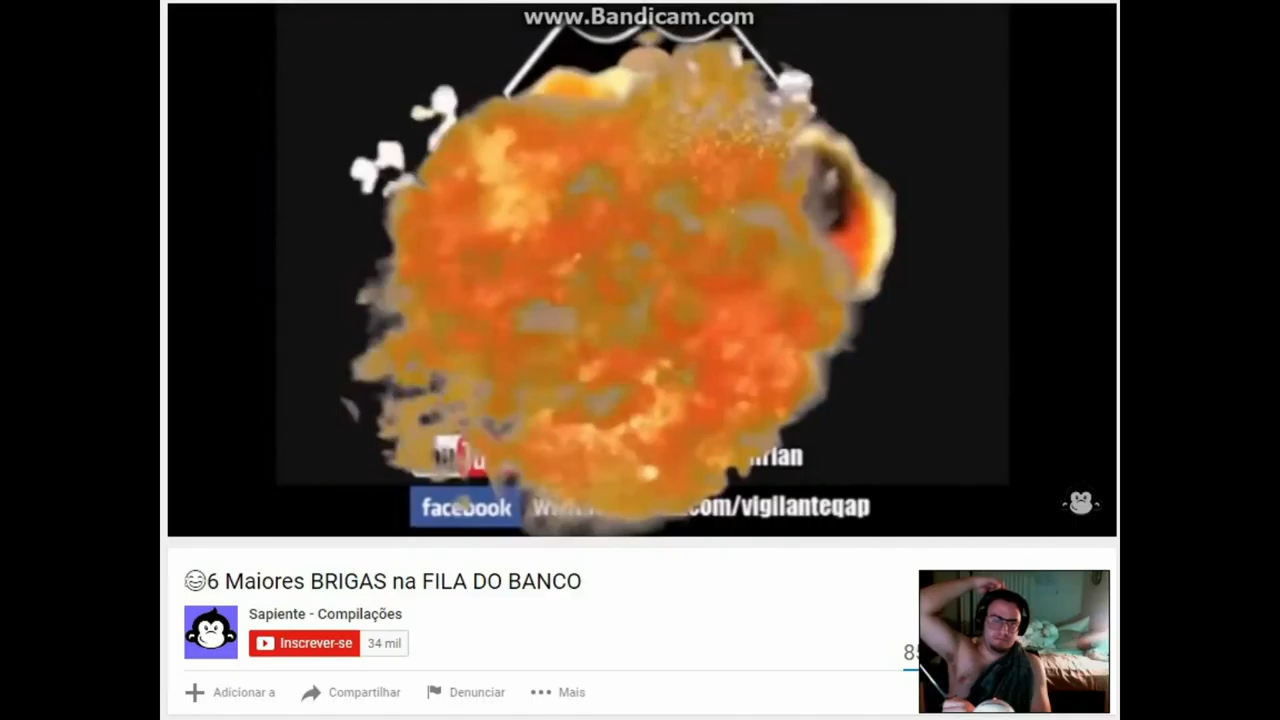 www.Bandicam.com
facebook
com/vigilanteqap
😊6 Maiores BRIGAS na FILA DO BANCO
Sapiente - Compilações
Inscrever-se 34 mil
Adicionar a Compartilhar Denunciar Mais